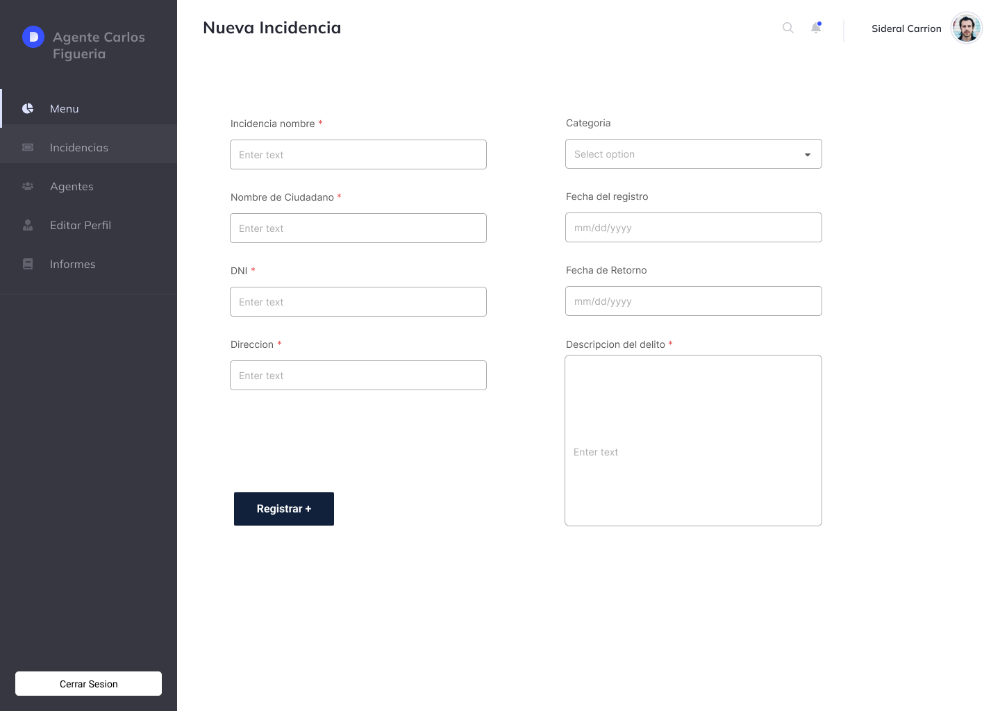 Agente Carlos
Figueria
Menu
Incidencias
Agentes
Editar Perfil
Informes
Cerrar Sesion
Nueva Incidencia
Sideral Carrion
Incidencia nombre *
Enter text
Nombre de Ciudadano *
Enter text
DNI *
Enter text
Direccion *
Enter text
Registrar +
Categoria
Select option
Fecha del registro
mm/dd/yyyy
Fecha de Retorno
mm/dd/yyyy
Descripcion del delito *
Enter text